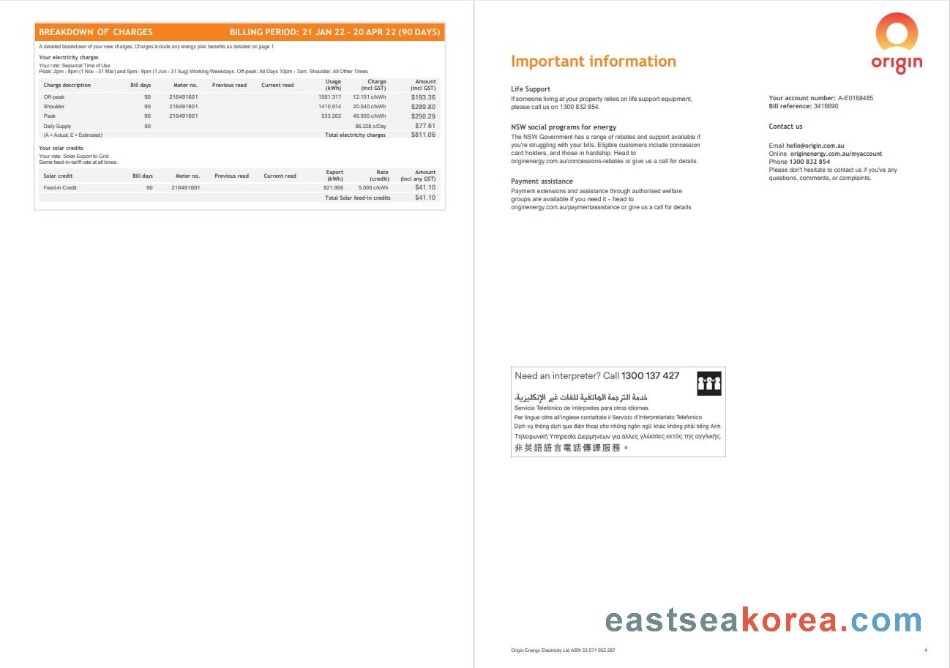 BREAKDOWN OF CHARGES BILLING PERIOD: 21 JAN 22 - 20 APR 22 (90 DAYS)
A detailed breakdown of your new charges. Charges include any energy plan benefits as detailed on page 1.
Your electricity charges
Your rate: Seasonal Time of Use
Peak: 2pm - 8pm (1 Nov - 31 Mar) and 5pm - 9pm (1 Jun - 31 Aug) Working Weekdays. Off-peak: All Days 10pm - 7am. Shoulder: All Other Times
Charge description Bill days Meter no. Previous read Current read Usage (kWh) Charge (incl GST) Amount (incl GST)
Off-peak 90 216491601 1591.317 12.151 c/kWh $193.36
Shoulder 90 216491601 1410.914 20.540 c/kWh $289.80
Peak 90 216491601 533.262 46.935 c/kWh $250.29
Daily Supply 90 86.228 c/Day $77.61
(A = Actual, E = Estimated) Total electricity charges $811.06
Your solar credits
Your rate: Solar Export to Grid
Same feed-in-tariff rate at all times.
Solar credit Bill days Meter no. Previous read Current read Export (kWh) Rate (credit) Amount (incl any GST)
Feed-in Credit 90 216491601 821.966 5.000 c/kWh $41.10
Total Solar feed-in credits $41.10
origin
Important information
Life Support
If someone living at your property relies on life support equipment,
please call us on 1300 832 854.
NSW social programs for energy
The NSW Government has a range of rebates and support available if
you're struggling with your bills. Eligible customers include concession
card holders, and those in hardship. Head to
originenergy.com.au/concessions-rebates or give us a call for details.
Payment assistance
Payment extensions and assistance through authorised welfare
groups are available if you need it – head to
originenergy.com.au/paymentassistance or give us a call for details
Your account number: A-E0168485
Bill reference: 3416690
Contact us
Email hello@origin.com.au
Online originenergy.com.au/myaccount
Phone 1300 832 854
Please don't hesitate to contact us if you've any
questions, comments, or complaints.
Need an interpreter? Call 1300 137 427
خدمة الترجمة الهاتفية للغات غير الإنكليزية.
Servicio Telefónico de Intérpretes para otros idiomas.
Per lingue oltre all'inglese contattate il Servizio d'Interpretariato Telefonico
Dịch vụ thông dịch qua điện thoại cho những ngôn ngữ khác không phải tiếng Anh.
Τηλεφωνική Υπηρεσία Διερμηνέων για άλλες γλώσσες εκτός της αγγλικής.
非英語語言電話傳譯服務。
eastseakorea.com
Origin Energy Electricity Ltd ABN 33 071 052 287 4